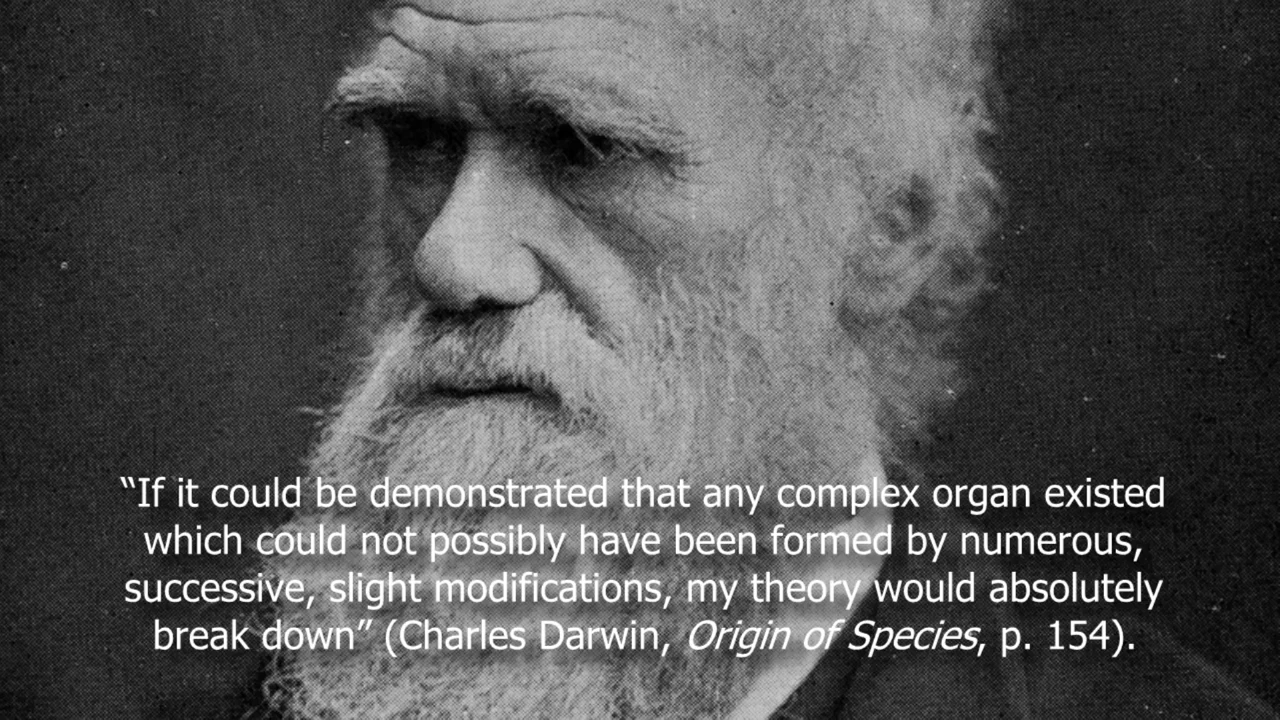 “If it could be demonstrated that any complex organ existed
which could not possibly have been formed by numerous,
successive, slight modifications, my theory would absolutely
break down” (Charles Darwin, Origin of Species, p. 154).